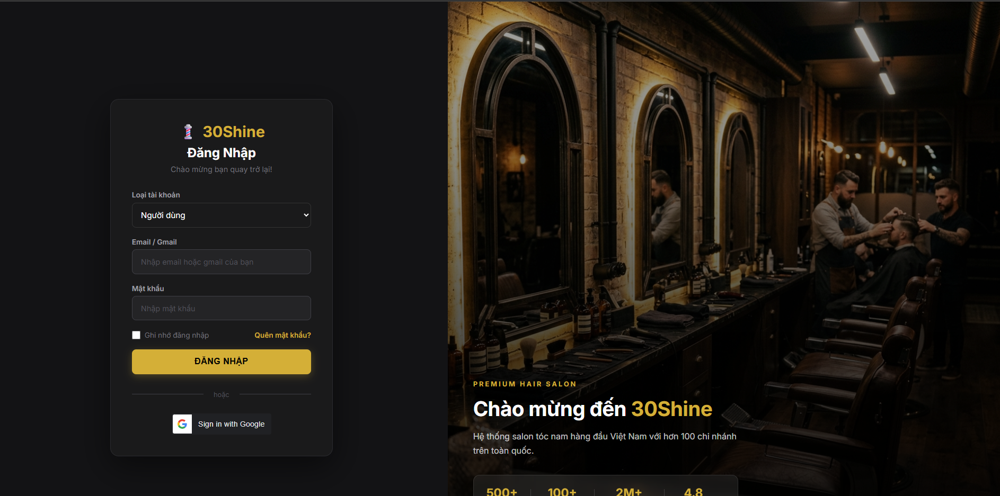 30Shine
Đăng Nhập
Chào mừng bạn quay trở lại!
Loại tài khoản
Người dùng
Email / Gmail
Nhập email hoặc gmail của bạn
Mật khẩu
Nhập mật khẩu
Ghi nhớ đăng nhập
Quên mật khẩu?
ĐĂNG NHẬP
hoặc
Sign in with Google
PREMIUM HAIR SALON
Chào mừng đến 30Shine
Hệ thống salon tóc nam hàng đầu Việt Nam với hơn 100 chi nhánh
trên toàn quốc.
500+
100+
2M+
4.8